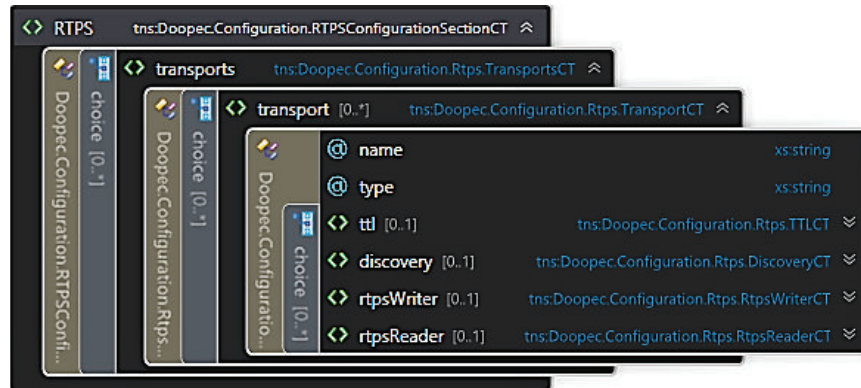 RTPS tns:Doopec.Configuration.RTPSConfigurationSectionCT
Doopec.Configuration.RTPSConfi...
choice [0..*]
transports tns:Doopec.Configuration.Rtps.TransportsCT
Doopec.Configuration.Rtps...
choice [0..*]
transport [0..*] tns:Doopec.Configuration.Rtps.TransportCT
Doopec.Configuratio...
@ name xs:string
@ type xs:string
choice [0..*]
ttl [0..1] tns:Doopec.Configuration.Rtps.TTLCT
discovery [0..1] tns:Doopec.Configuration.Rtps.DiscoveryCT
rtpsWriter [0..1] tns:Doopec.Configuration.Rtps.RtpsWriterCT
rtpsReader [0..1] tns:Doopec.Configuration.Rtps.RtpsReaderCT